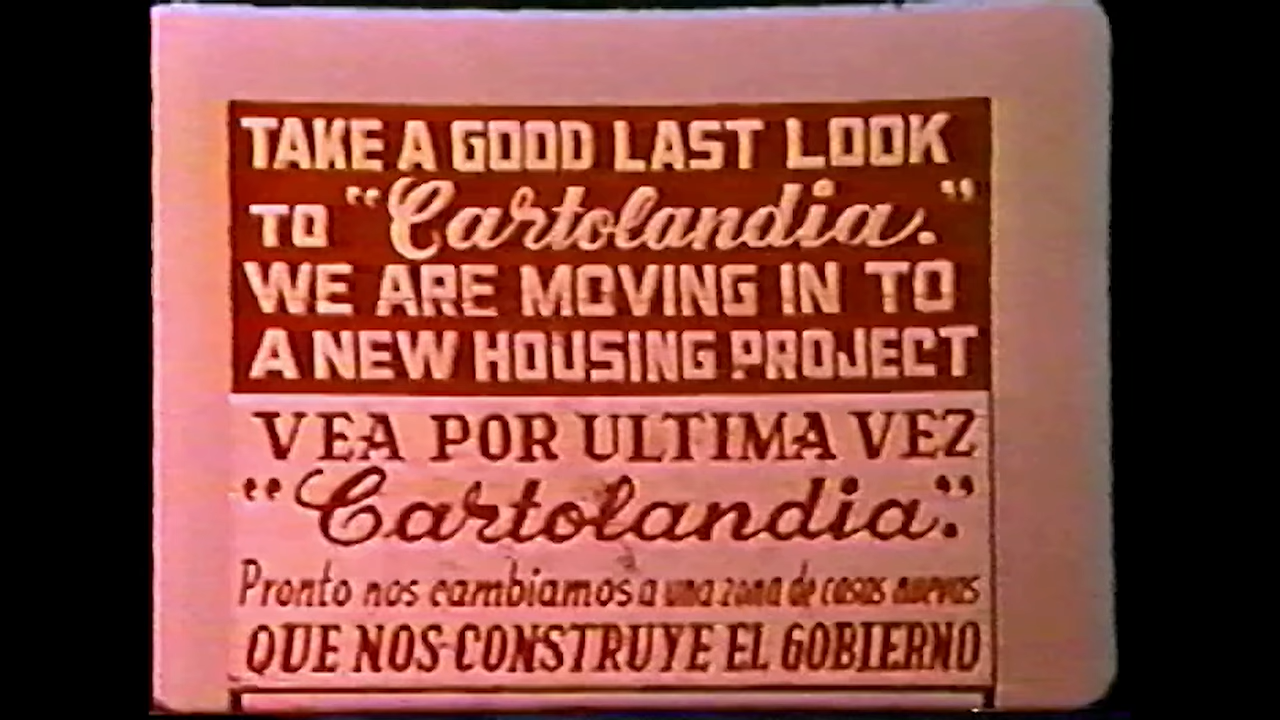 TAKE A GOOD LAST LOOK
TO "Cartolandia."
WE ARE MOVING IN TO
A NEW HOUSING PROJECT
VEA POR ULTIMA VEZ
"Cartolandia."
Pronto nos cambiamos a una zona de casas nuevas
QUE NOS CONSTRUYE EL GOBIERNO